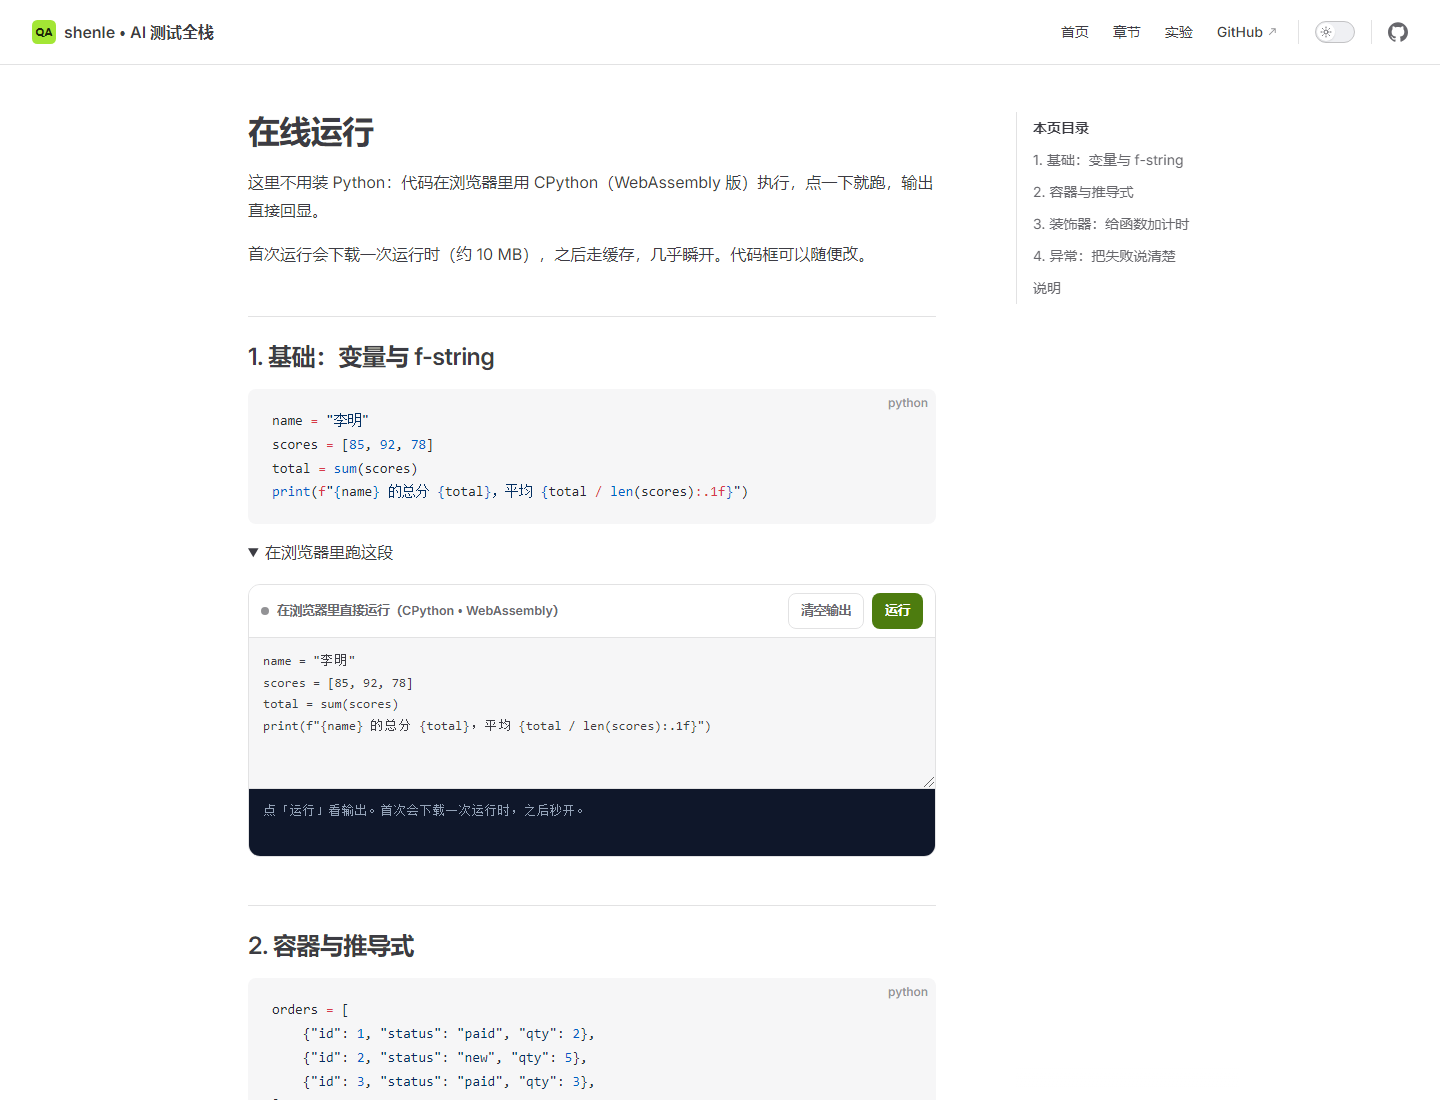 QA shenle • AI 测试全栈
首页 章节 实验 GitHub
在线运行
这里不用装 Python：代码在浏览器里用 CPython（WebAssembly 版）执行，点一下就跑，输出
直接回显。
首次运行会下载一次运行时（约 10 MB），之后走缓存，几乎瞬开。代码框可以随便改。
本页目录
1. 基础：变量与 f-string
2. 容器与推导式
3. 装饰器：给函数加计时
4. 异常：把失败说清楚
说明
1. 基础：变量与 f-string
python
name = "李明"
scores = [85, 92, 78]
total = sum(scores)
print(f"{name} 的总分 {total}，平均 {total / len(scores):.1f}")
在浏览器里跑这段
在浏览器里直接运行（CPython • WebAssembly）
清空输出 运行
name = "李明"
scores = [85, 92, 78]
total = sum(scores)
print(f"{name} 的总分 {total}，平均 {total / len(scores):.1f}")
点「运行」看输出。首次会下载一次运行时，之后秒开。
2. 容器与推导式
python
orders = [
    {"id": 1, "status": "paid", "qty": 2},
    {"id": 2, "status": "new", "qty": 5},
    {"id": 3, "status": "paid", "qty": 3},